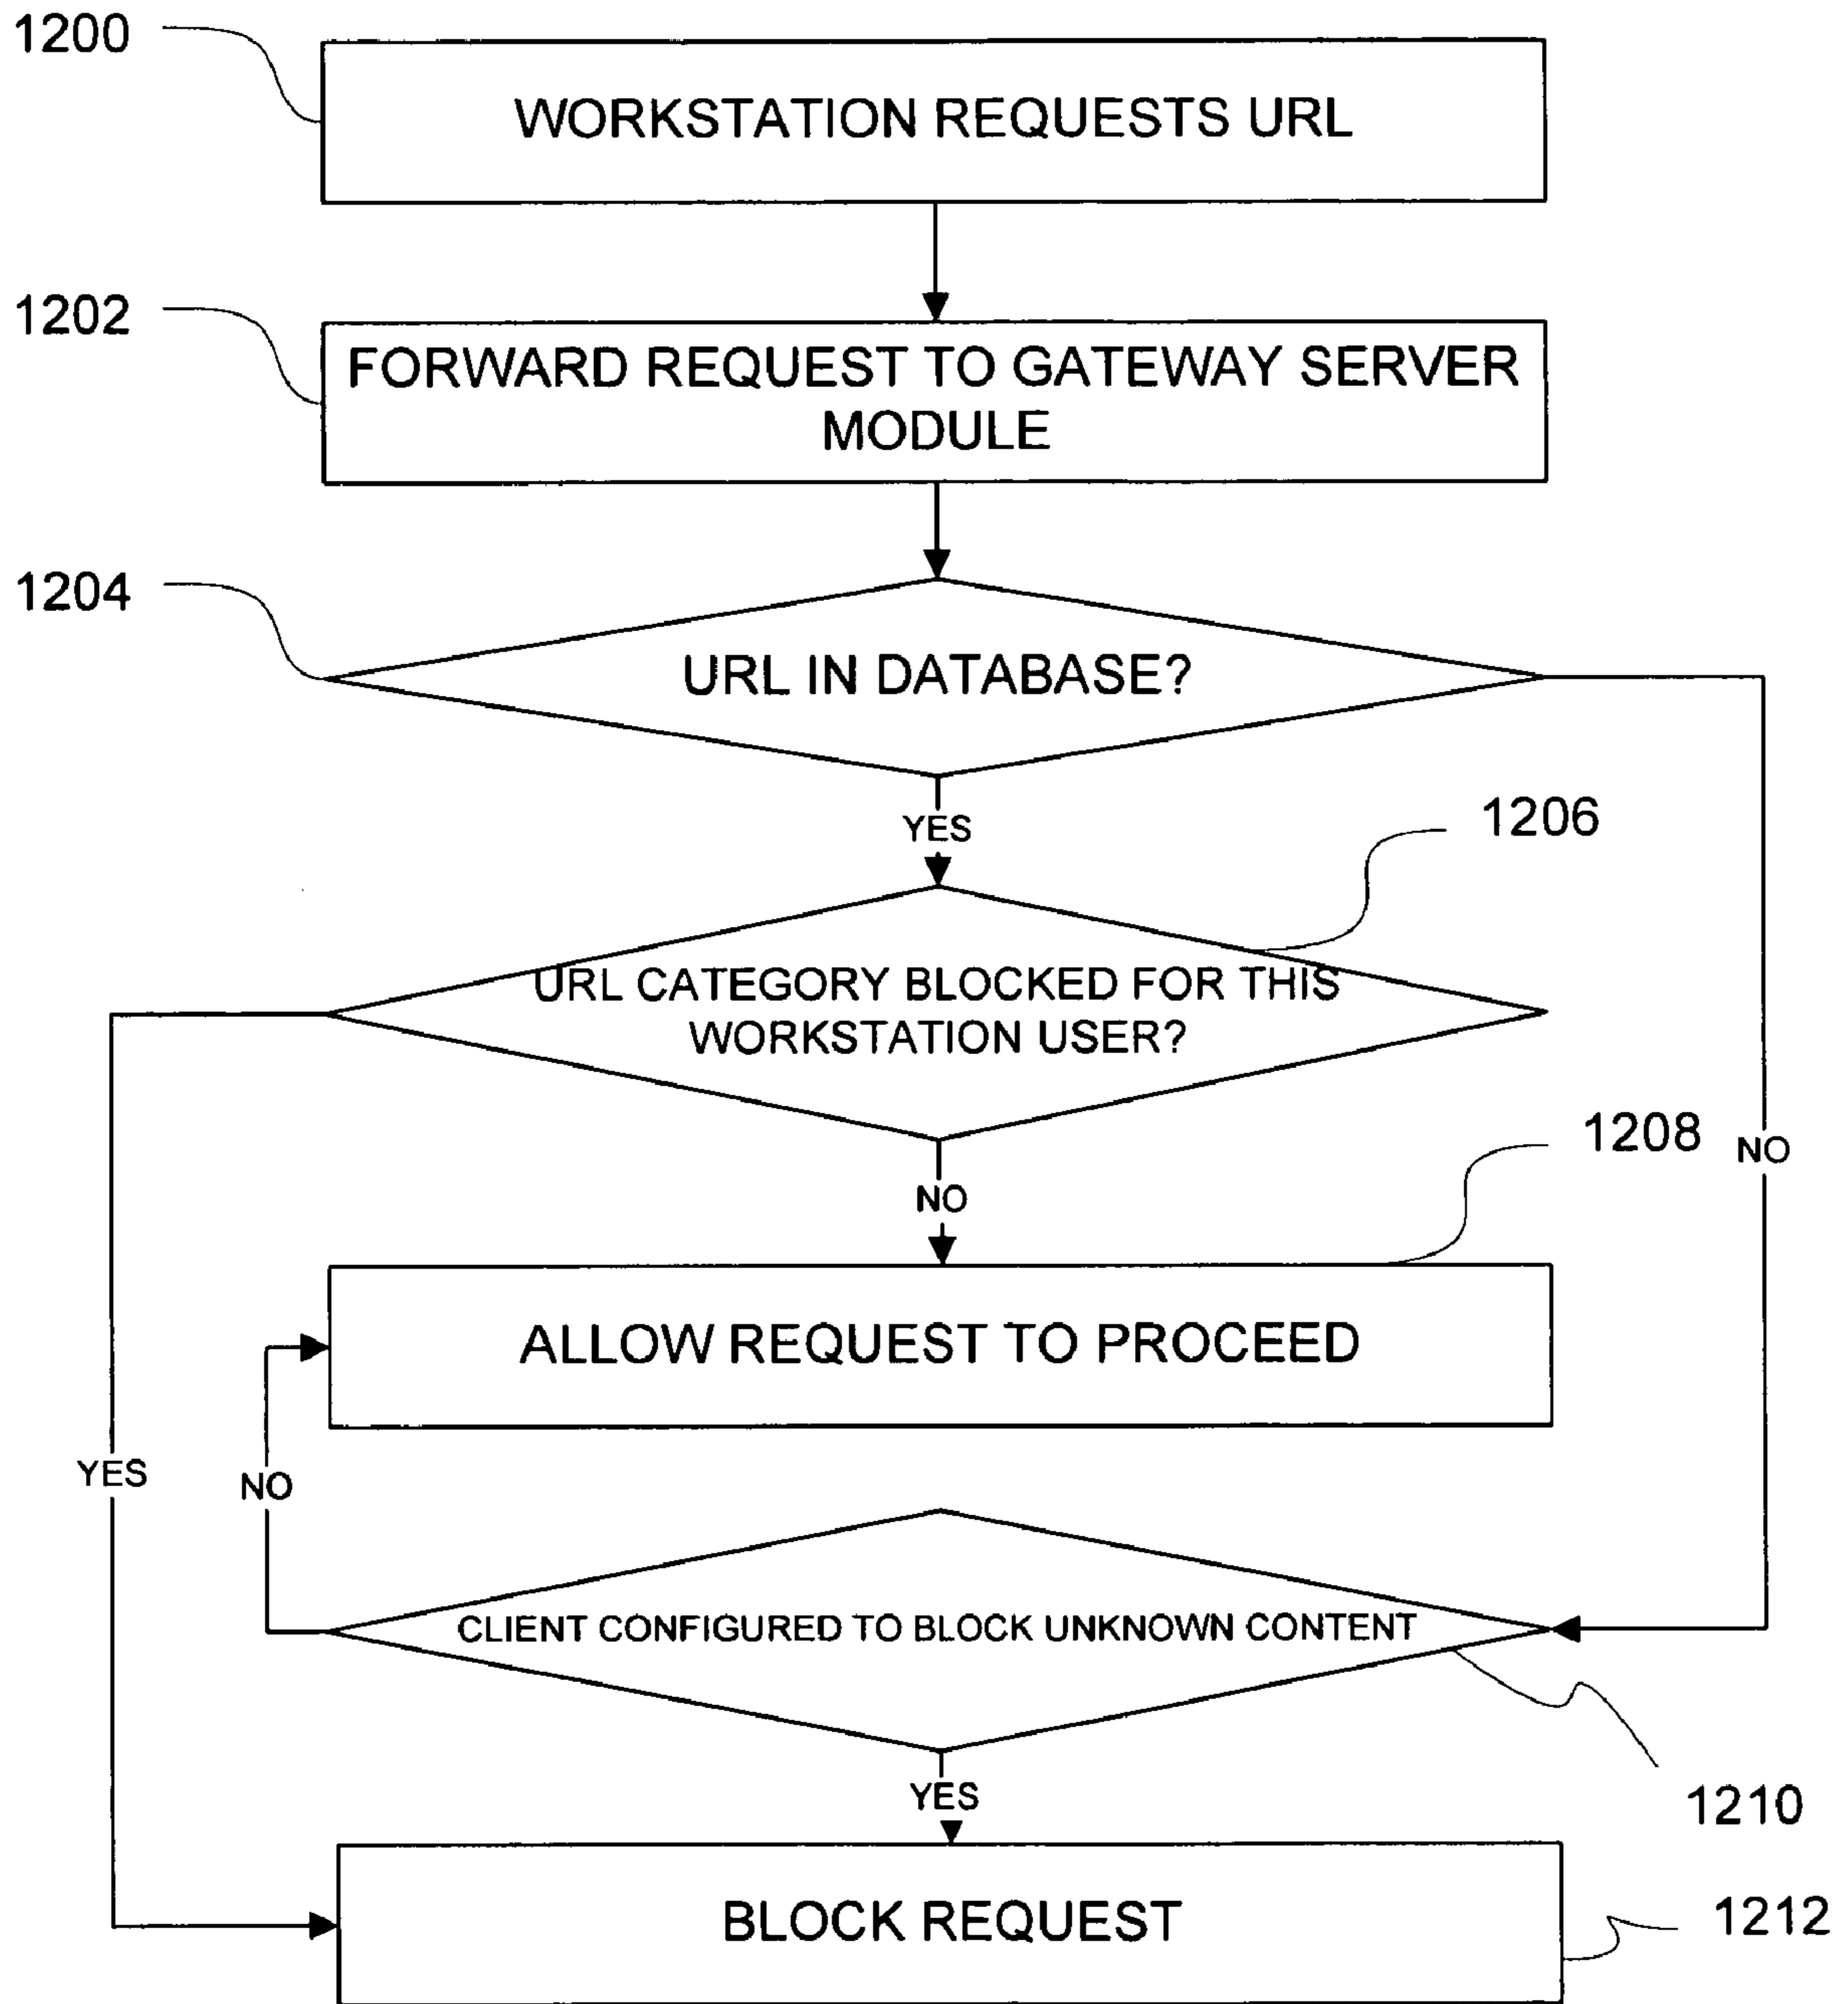 1200
WORKSTATION REQUESTS URL
1202
FORWARD REQUEST TO GATEWAY SERVER
MODULE
1204
URL IN DATABASE?
YES
1206
URL CATEGORY BLOCKED FOR THIS
WORKSTATION USER?
1208
NO
NO
ALLOW REQUEST TO PROCEED
YES
NO
CLIENT CONFIGURED TO BLOCK UNKNOWN CONTENT
YES
1210
BLOCK REQUEST
1212